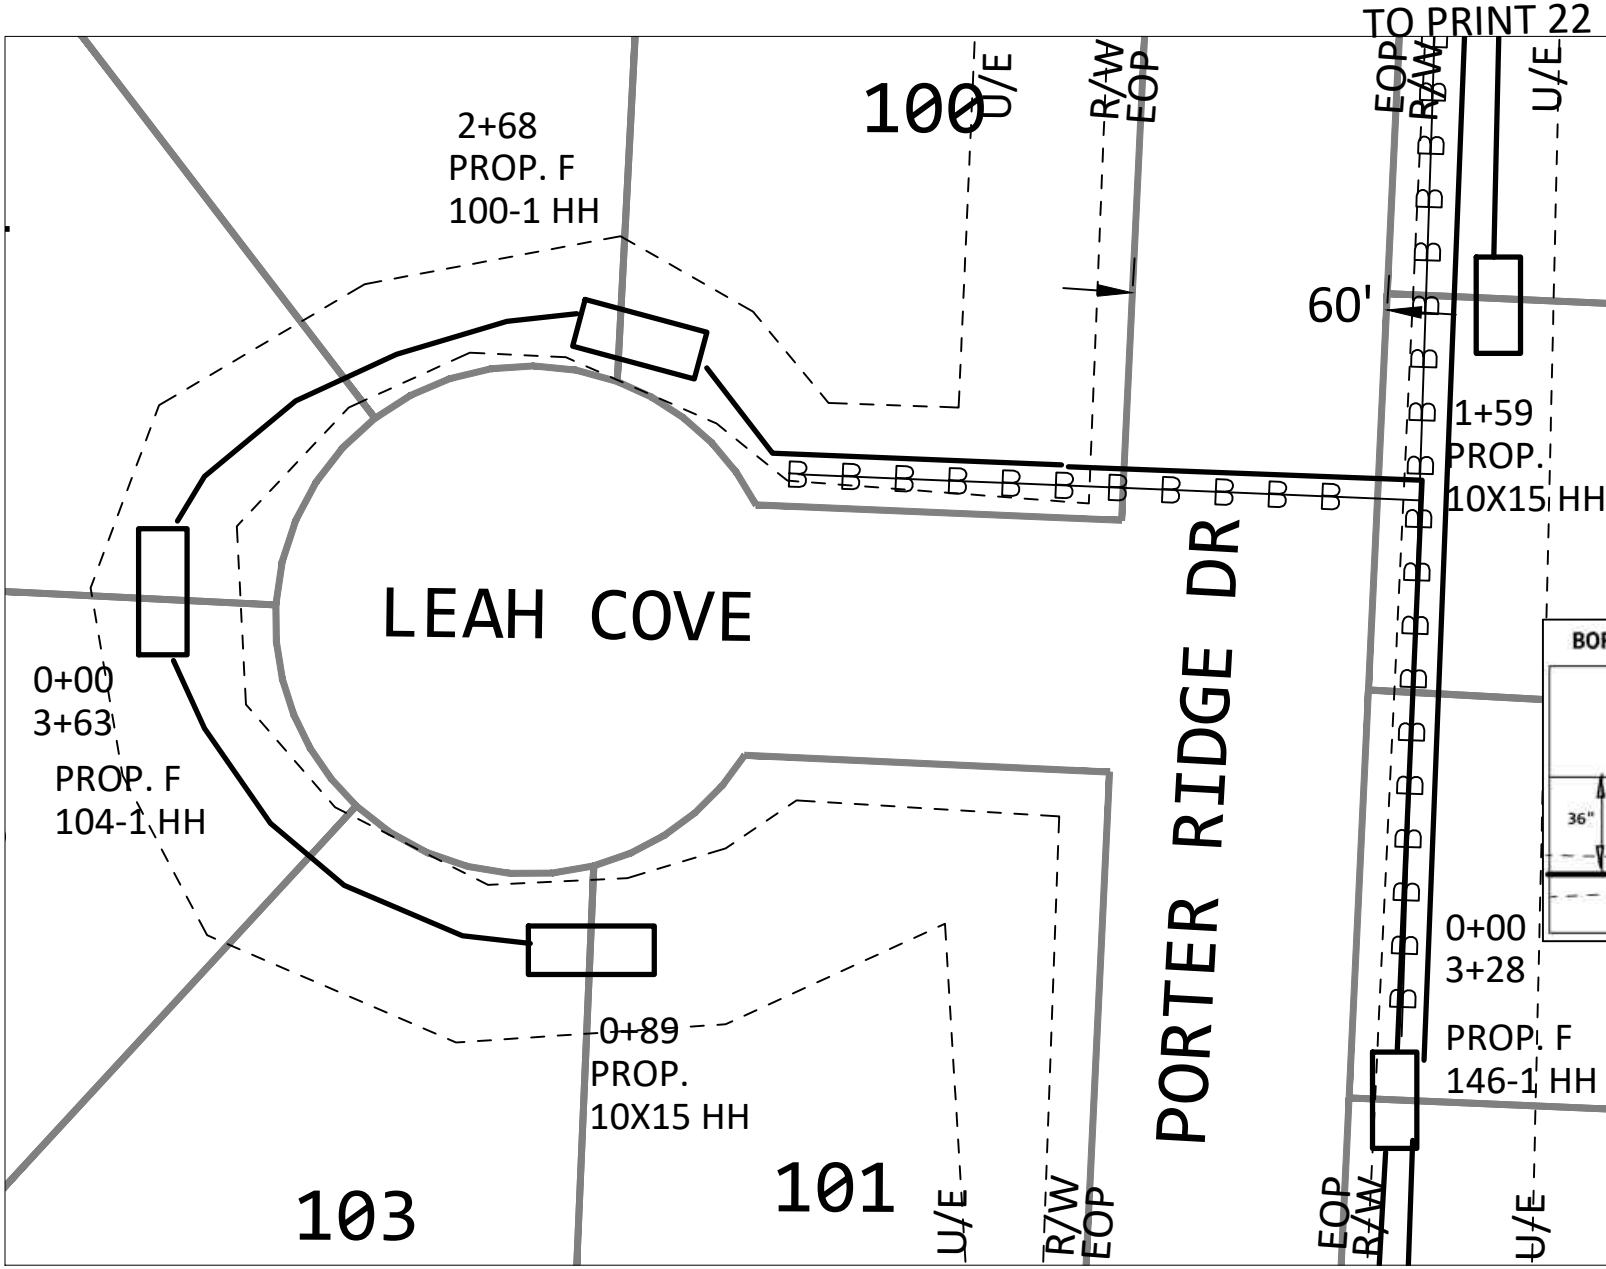 TO PRINT 22
U/E
R/W
EOP
EOP
R/W
U/E
100
2+68
PROP. F
100-1 HH
60'
1+59
PROP.
10X15 HH
B B B B B B B B B B B
LEAH COVE
PORTER RIDGE DR
0+00
3+63
PROP. F
104-1 HH
36"
0+00
3+28
PROP. F
146-1 HH
0+89
PROP.
10X15 HH
103
101
U/E
R/W
EOP
EOP
R/W
U/E